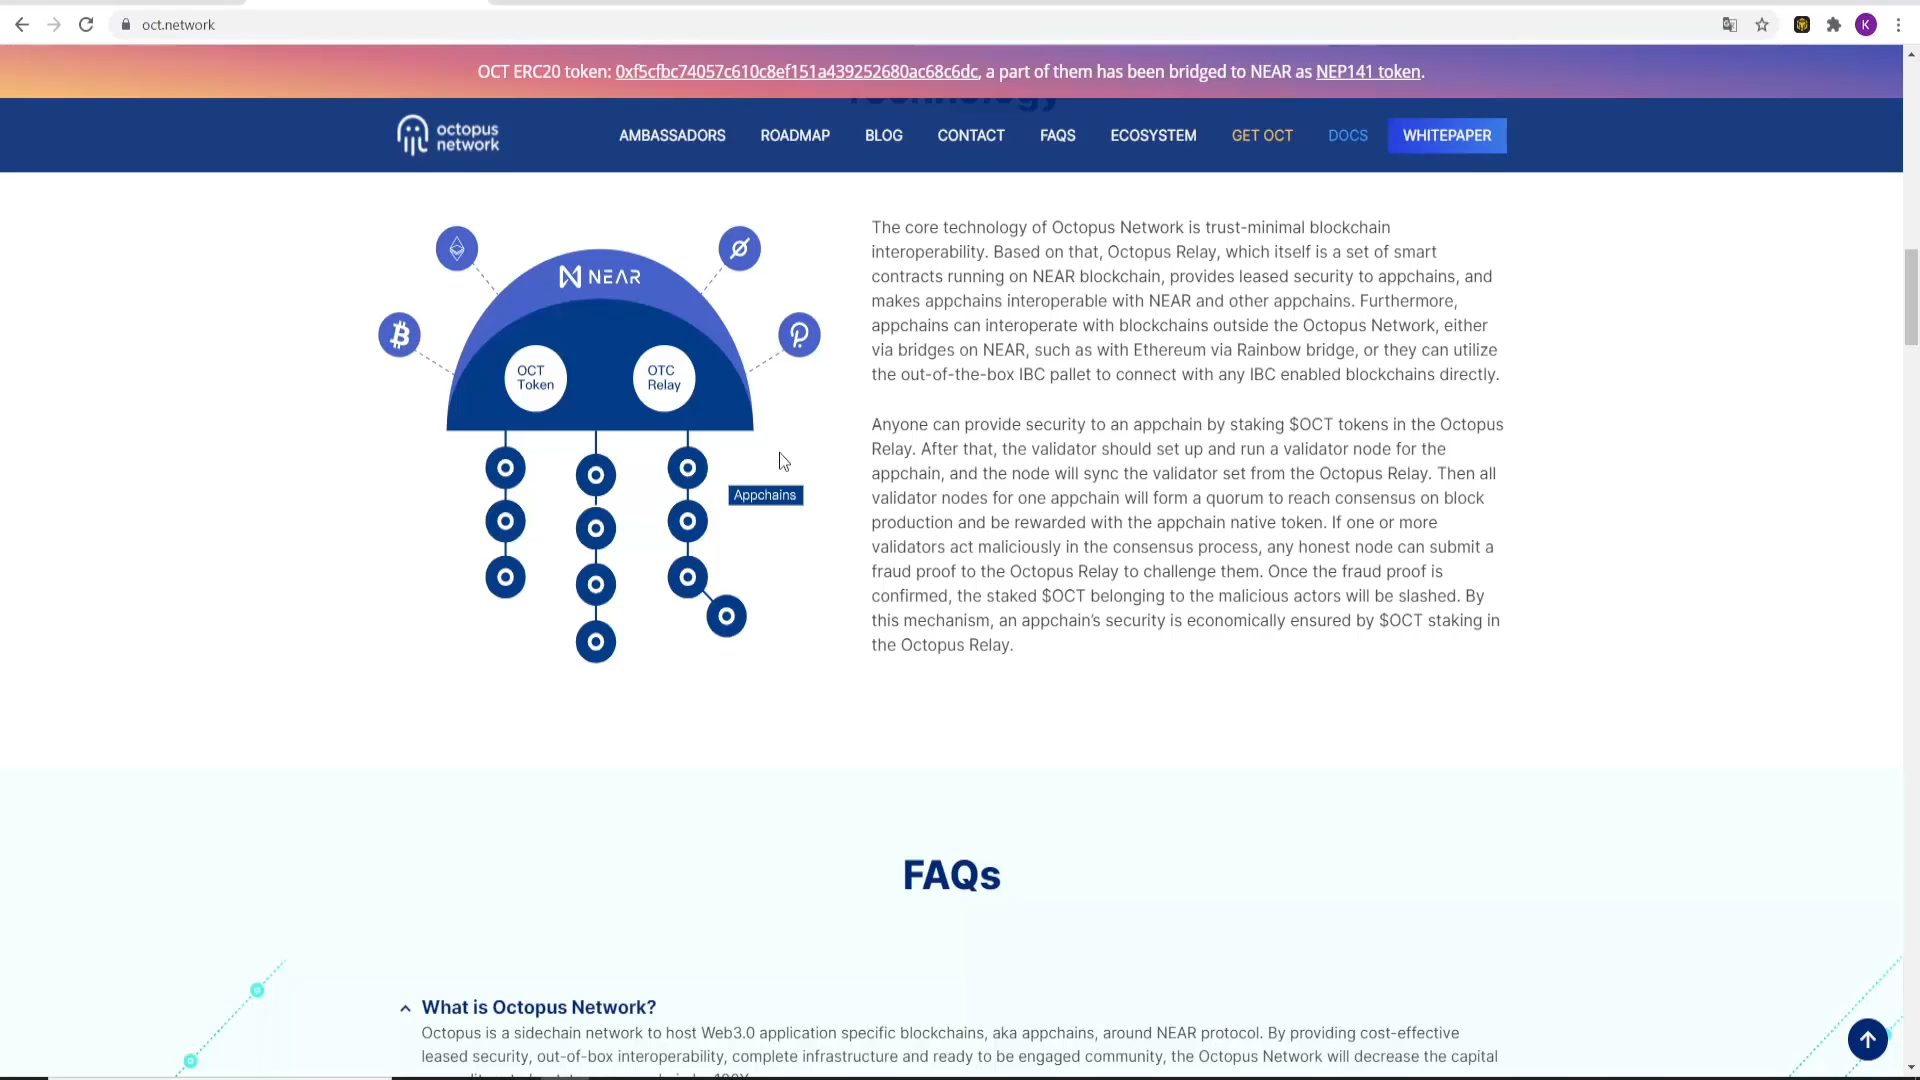 oct.network
K
OCT ERC20 token: 0xf5cfbc74057c610c8ef151a439252680ac68c6dc, a part of them has been bridged to NEAR as NEP141 token.
Technology
octopus
network
AMBASSADORS
ROADMAP
BLOG
CONTACT
FAQS
ECOSYSTEM
GET OCT
DOCS
WHITEPAPER
NEAR
OCT
Token
OTC
Relay
Appchains
The core technology of Octopus Network is trust-minimal blockchain
interoperability. Based on that, Octopus Relay, which itself is a set of smart
contracts running on NEAR blockchain, provides leased security to appchains, and
makes appchains interoperable with NEAR and other appchains. Furthermore,
appchains can interoperate with blockchains outside the Octopus Network, either
via bridges on NEAR, such as with Ethereum via Rainbow bridge, or they can utilize
the out-of-the-box IBC pallet to connect with any IBC enabled blockchains directly.
Anyone can provide security to an appchain by staking $OCT tokens in the Octopus
Relay. After that, the validator should set up and run a validator node for the
appchain, and the node will sync the validator set from the Octopus Relay. Then all
validator nodes for one appchain will form a quorum to reach consensus on block
production and be rewarded with the appchain native token. If one or more
validators act maliciously in the consensus process, any honest node can submit a
fraud proof to the Octopus Relay to challenge them. Once the fraud proof is
confirmed, the staked $OCT belonging to the malicious actors will be slashed. By
this mechanism, an appchain's security is economically ensured by $OCT staking in
the Octopus Relay.
FAQs
What is Octopus Network?
Octopus is a sidechain network to host Web3.0 application specific blockchains, aka appchains, around NEAR protocol. By providing cost-effective
leased security, out-of-box interoperability, complete infrastructure and ready to be engaged community, the Octopus Network will decrease the capital